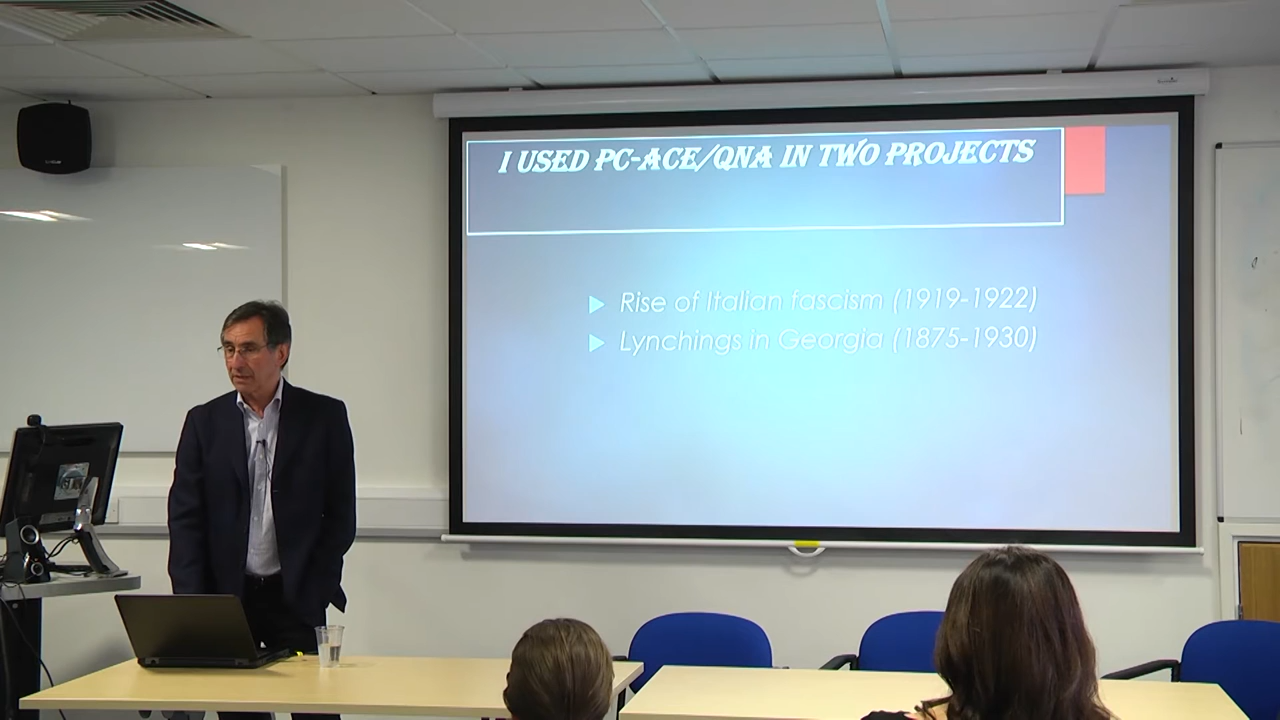 I USED PC-ACE/QNA IN TWO PROJECTS
Rise of Italian fascism (1919-1922)
Lynchings in Georgia (1875-1930)